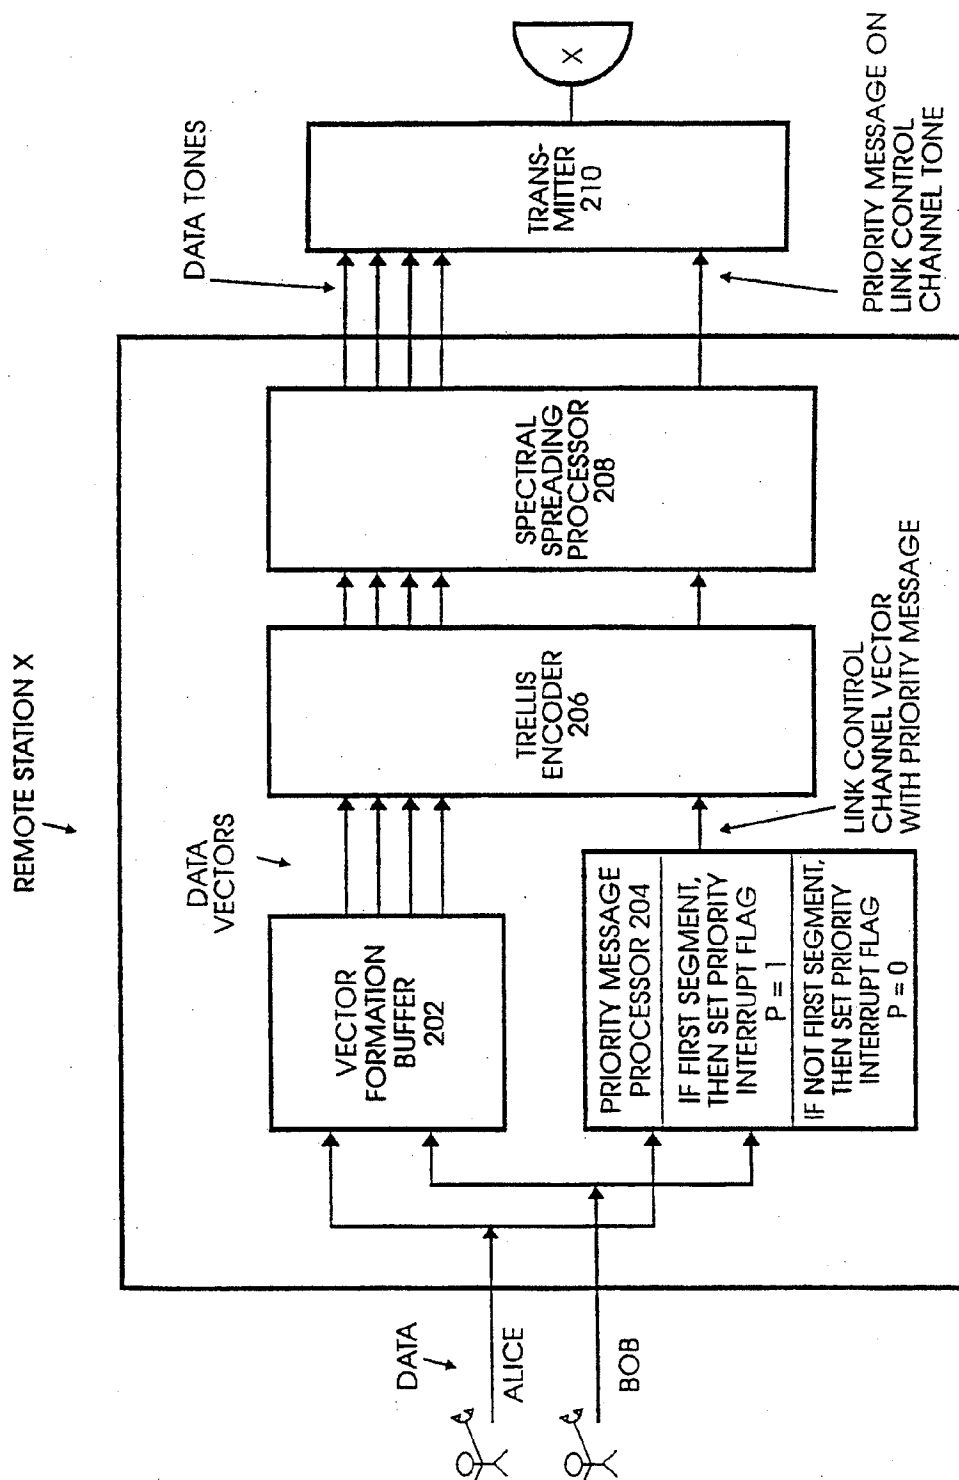 REMOTE STATION X
DATA
ALICE
BOB
VECTOR
FORMATION
BUFFER
202
PRIORITY MESSAGE
PROCESSOR 204
IF FIRST SEGMENT,
THEN SET PRIORITY
INTERRUPT FLAG
P = 1
IF NOT FIRST SEGMENT,
THEN SET PRIORITY
INTERRUPT FLAG
P = 0
DATA
VECTORS
LINK CONTROL
CHANNEL VECTOR
WITH PRIORITY MESSAGE
TRELLIS
ENCODER
206
SPECTRAL
SPREADING
PROCESSOR
208
DATA TONES
PRIORITY MESSAGE ON
LINK CONTROL
CHANNEL TONE
TRANS-
MITTER
210
X